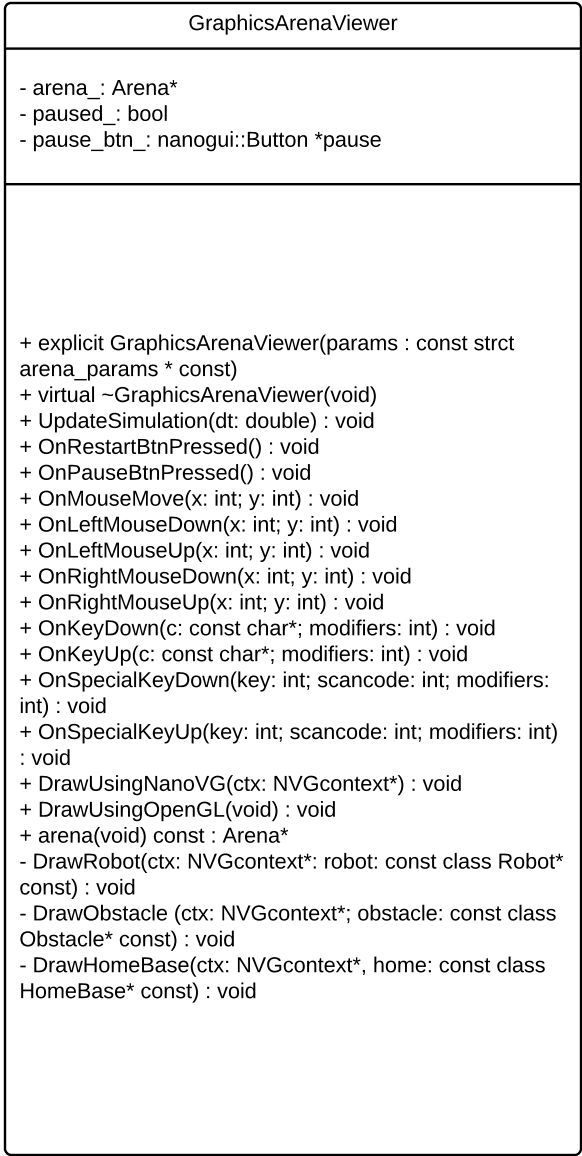 GraphicsArenaViewer
- arena_: Arena*
- paused_: bool
- pause_btn_: nanogui::Button *pause
+ explicit GraphicsArenaViewer(params : const strct
arena_params * const)
+ virtual ~GraphicsArenaViewer(void)
+ UpdateSimulation(dt: double) : void
+ OnRestartBtnPressed() : void
+ OnPauseBtnPressed() : void
+ OnMouseMove(x: int; y: int) : void
+ OnLeftMouseDown(x: int; y: int) : void
+ OnLeftMouseUp(x: int; y: int) : void
+ OnRightMouseDown(x: int; y: int) : void
+ OnRightMouseUp(x: int; y: int) : void
+ OnKeyDown(c: const char*; modifiers: int) : void
+ OnKeyUp(c: const char*; modifiers: int) : void
+ OnSpecialKeyDown(key: int; scancode: int; modifiers:
int) : void
+ OnSpecialKeyUp(key: int; scancode: int; modifiers: int)
: void
+ DrawUsingNanoVG(ctx: NVGcontext*) : void
+ DrawUsingOpenGL(void) : void
+ arena(void) const : Arena*
- DrawRobot(ctx: NVGcontext*: robot: const class Robot*
const) : void
- DrawObstacle (ctx: NVGcontext*; obstacle: const class
Obstacle* const) : void
- DrawHomeBase(ctx: NVGcontext*, home: const class
HomeBase* const) : void